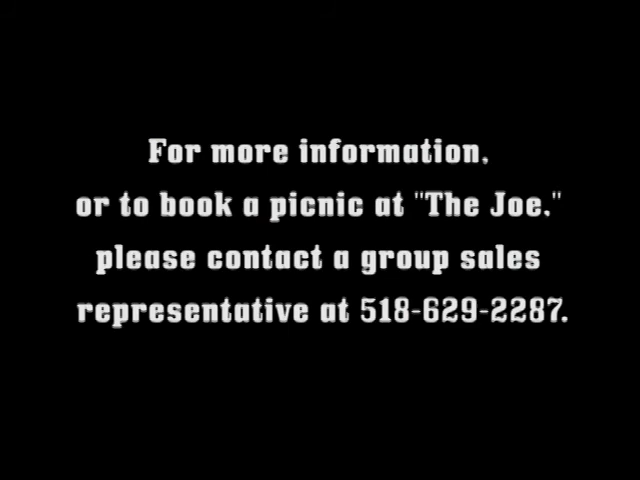 For more information,
or to book a picnic at "The Joe,"
please contact a group sales
representative at 518-629-2287.